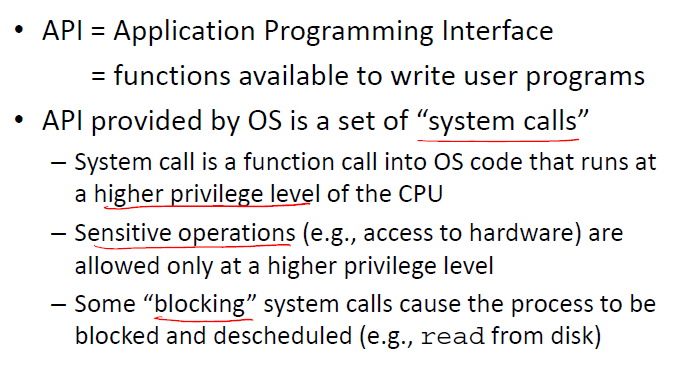 • API = Application Programming Interface
= functions available to write user programs
• API provided by OS is a set of “system calls”
– System call is a function call into OS code that runs at
a higher privilege level of the CPU
– Sensitive operations (e.g., access to hardware) are
allowed only at a higher privilege level
– Some “blocking” system calls cause the process to be
blocked and descheduled (e.g., read from disk)